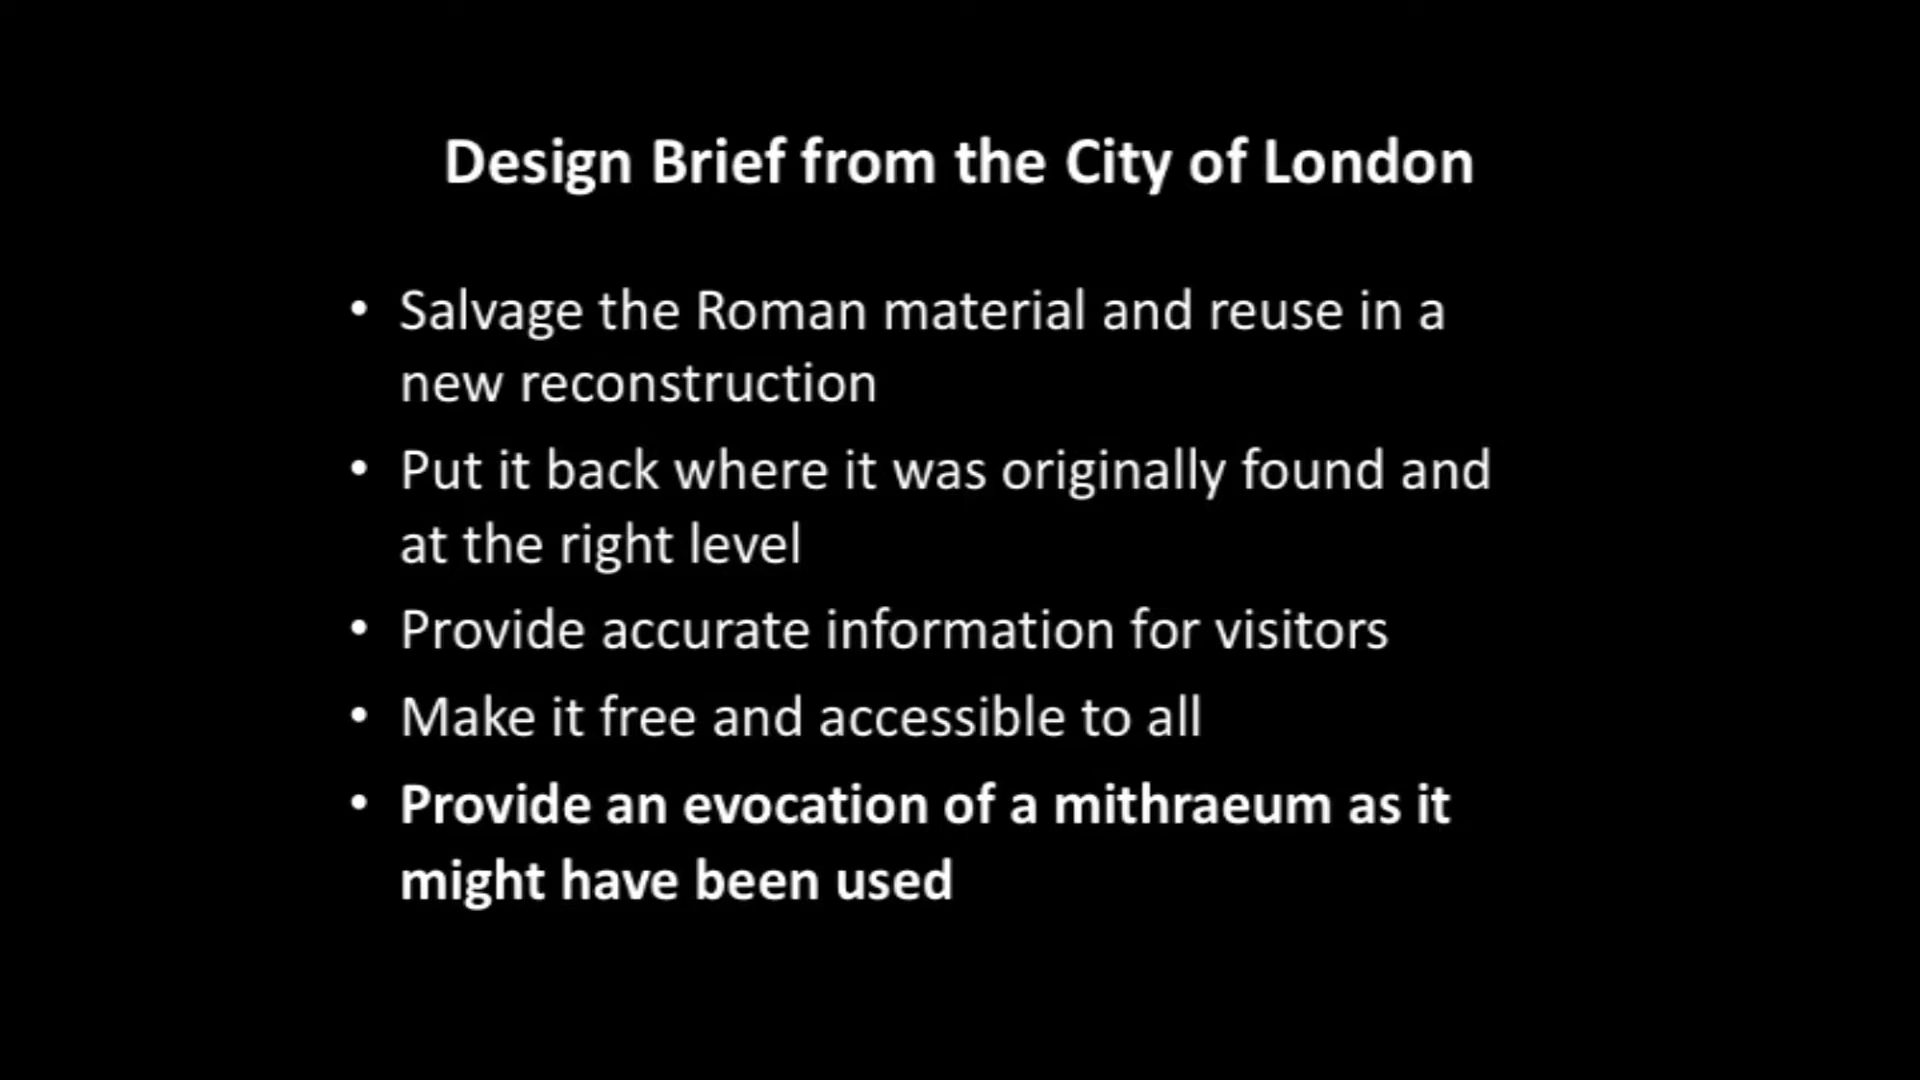 Design Brief from the City of London
• Salvage the Roman material and reuse in a
new reconstruction
• Put it back where it was originally found and
at the right level
• Provide accurate information for visitors
• Make it free and accessible to all
• Provide an evocation of a mithraeum as it
might have been used